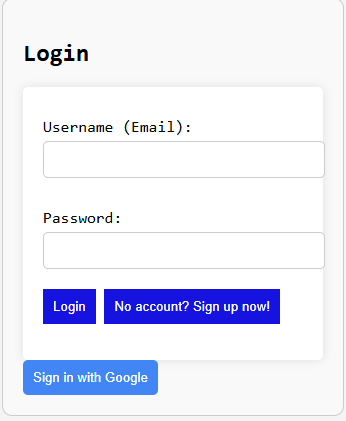 Login
Username (Email):
Password:
Login No account? Sign up now!
Sign in with Google